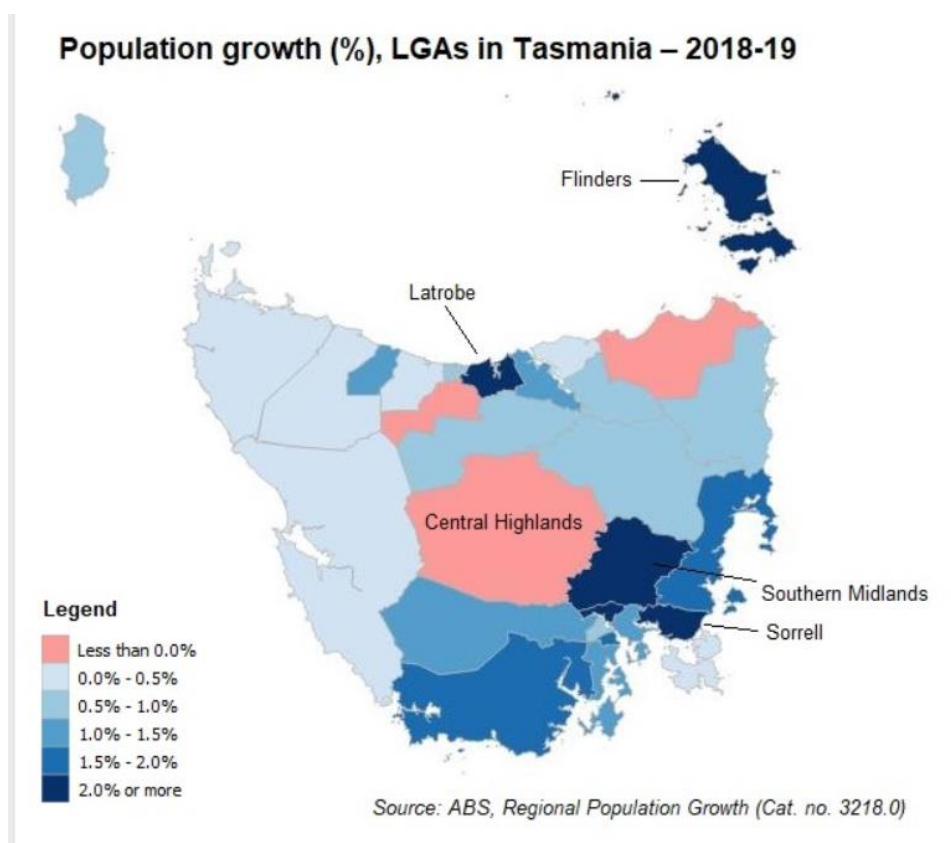 Population growth (%), LGAs in Tasmania – 2018-19
Flinders
Latrobe
Central Highlands
Southern Midlands
Sorrell
Legend
Less than 0.0%
0.0% - 0.5%
0.5% - 1.0%
1.0% - 1.5%
1.5% - 2.0%
2.0% or more
Source: ABS, Regional Population Growth (Cat. no. 3218.0)